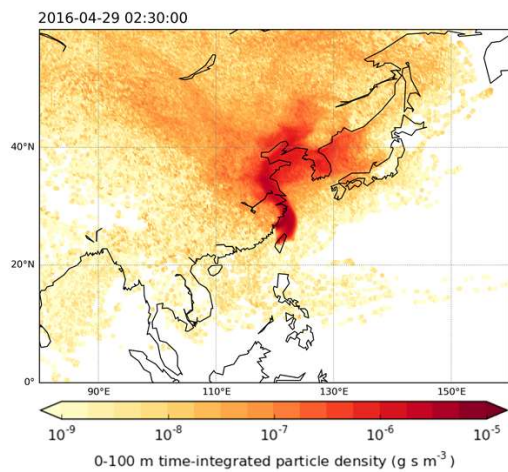 2016-04-29 02:30:00
40°N
20°N
0°
90°E
110°E
130°E
150°E
10⁻⁹
10⁻⁸
10⁻⁷
10⁻⁶
10⁻⁵
0-100 m time-integrated particle density (g s m⁻³)